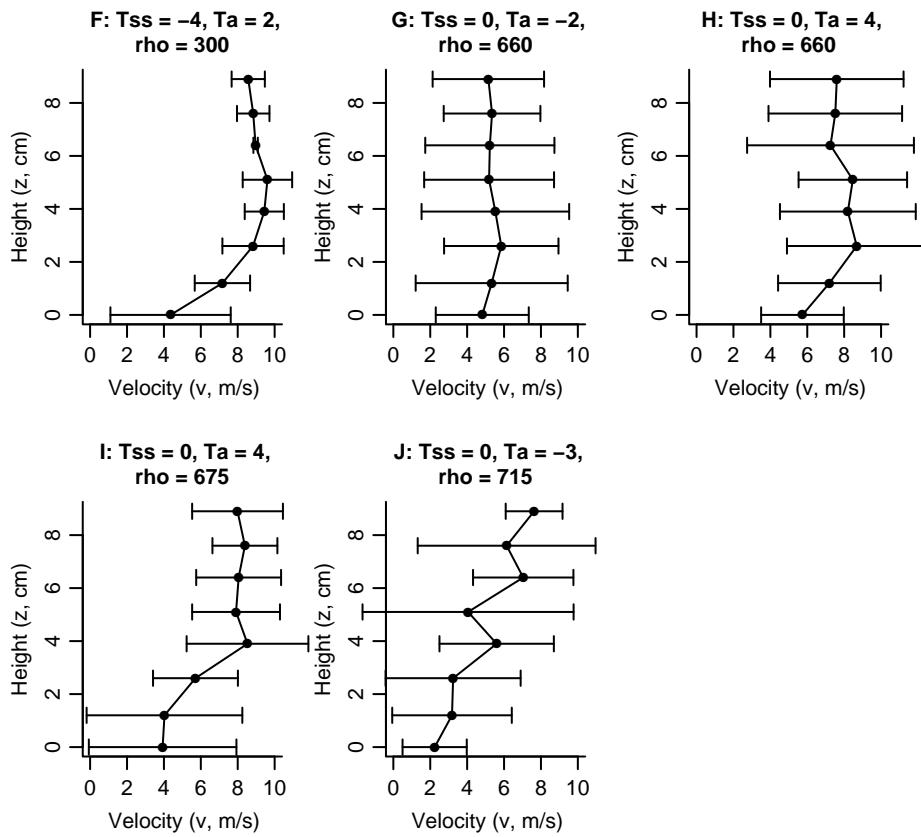 F: Tss = −4, Ta = 2,
rho = 300
Height (z, cm)
0 2 4 6 8
0 2 4 6 8 10
Velocity (v, m/s)
G: Tss = 0, Ta = −2,
rho = 660
Height (z, cm)
0 2 4 6 8
0 2 4 6 8 10
Velocity (v, m/s)
H: Tss = 0, Ta = 4,
rho = 660
Height (z, cm)
0 2 4 6 8
0 2 4 6 8 10
Velocity (v, m/s)
I: Tss = 0, Ta = 4,
rho = 675
Height (z, cm)
0 2 4 6 8
0 2 4 6 8 10
Velocity (v, m/s)
J: Tss = 0, Ta = −3,
rho = 715
Height (z, cm)
0 2 4 6 8
0 2 4 6 8 10
Velocity (v, m/s)